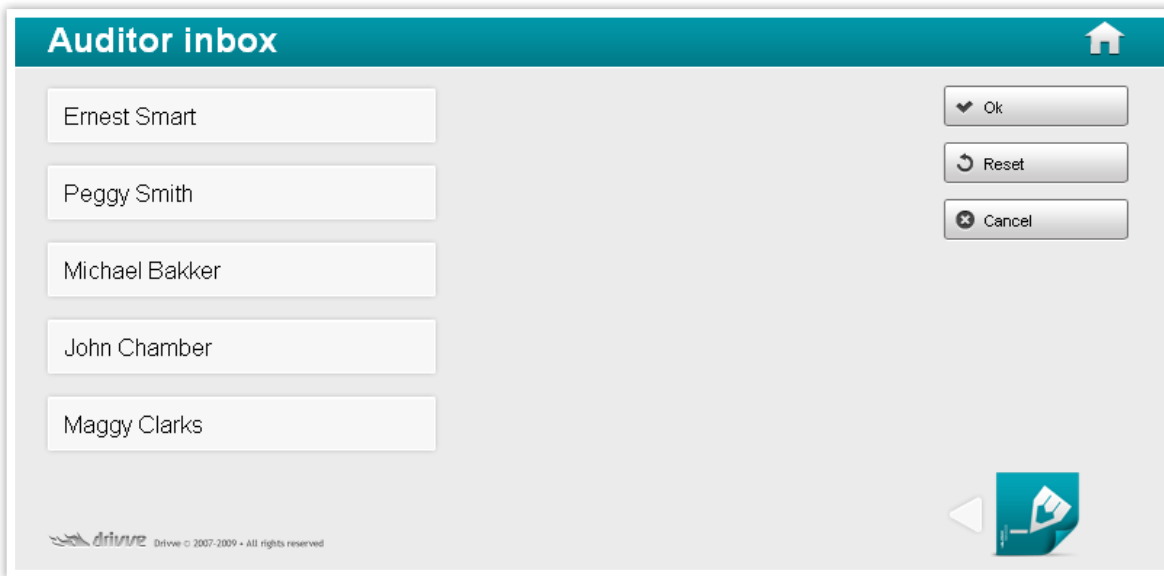 Auditor inbox
Ernest Smart
Peggy Smith
Michael Bakker
John Chamber
Maggy Clarks
Ok
Reset
Cancel
drivve Drivve © 2007-2009 • All rights reserved